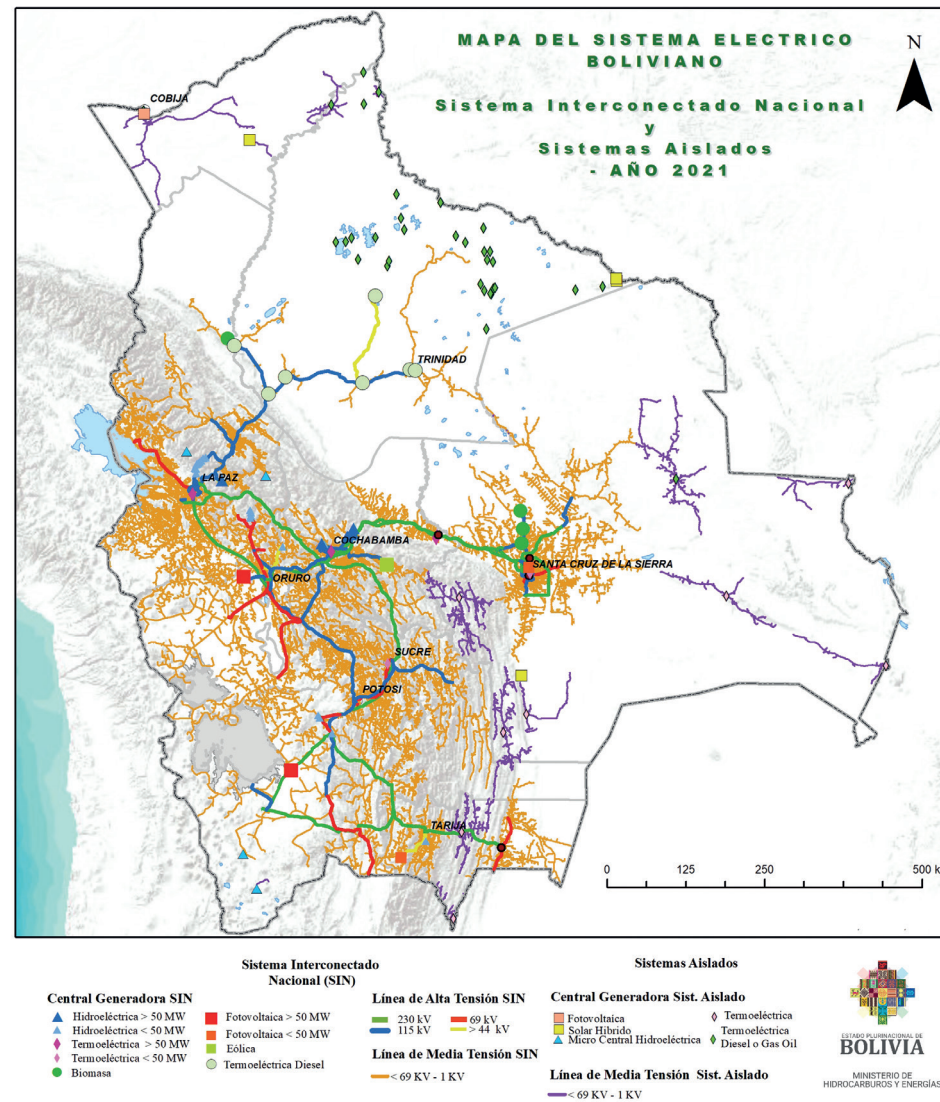 MAPA DEL SISTEMA ELECTRICO
BOLIVIANO
Sistema Interconectado Nacional
y
Sistemas Aislados
- AÑO 2021
N
COBIJA
TRINIDAD
LA PAZ
COCHABAMBA
SANTA CRUZ DE LA SIERRA
ORURO
SUCRE
POTOSI
TARIJA
0 125 250 500 k
Sistema Interconectado
Nacional (SIN)
Central Generadora SIN
Hidroeléctrica > 50 MW
Hidroeléctrica < 50 MW
Termoeléctrica > 50 MW
Termoeléctrica < 50 MW
Biomasa
Fotovoltaica > 50 MW
Fotovoltaica < 50 MW
Eólica
Termoeléctrica Diesel
Línea de Alta Tensión SIN
230 kV 69 kV
115 kV > 44 kV
Línea de Media Tensión SIN
< 69 KV - 1 KV
Sistemas Aislados
Central Generadora Sist. Aislado
Fotovoltaica
Solar Hibrido
Micro Central Hidroeléctrica
Termoeléctrica
Termoeléctrica
Diesel o Gas Oil
Línea de Media Tensión Sist. Aislado
< 69 KV - 1 KV
ESTADO PLURINACIONAL DE
BOLIVIA
MINISTERIO DE
HIDROCARBUROS Y ENERGÍAS